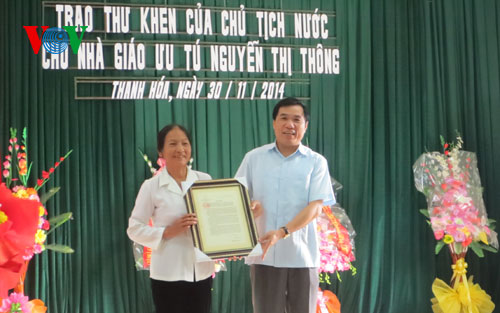 VOV
TRAO THƯ KHEN CỦA CHỦ TỊCH NƯỚC
CHO NHÀ GIÁO ƯU TÚ NGUYỄN THỊ THÔNG
THANH HÓA, NGÀY 30 / 11 / 2014